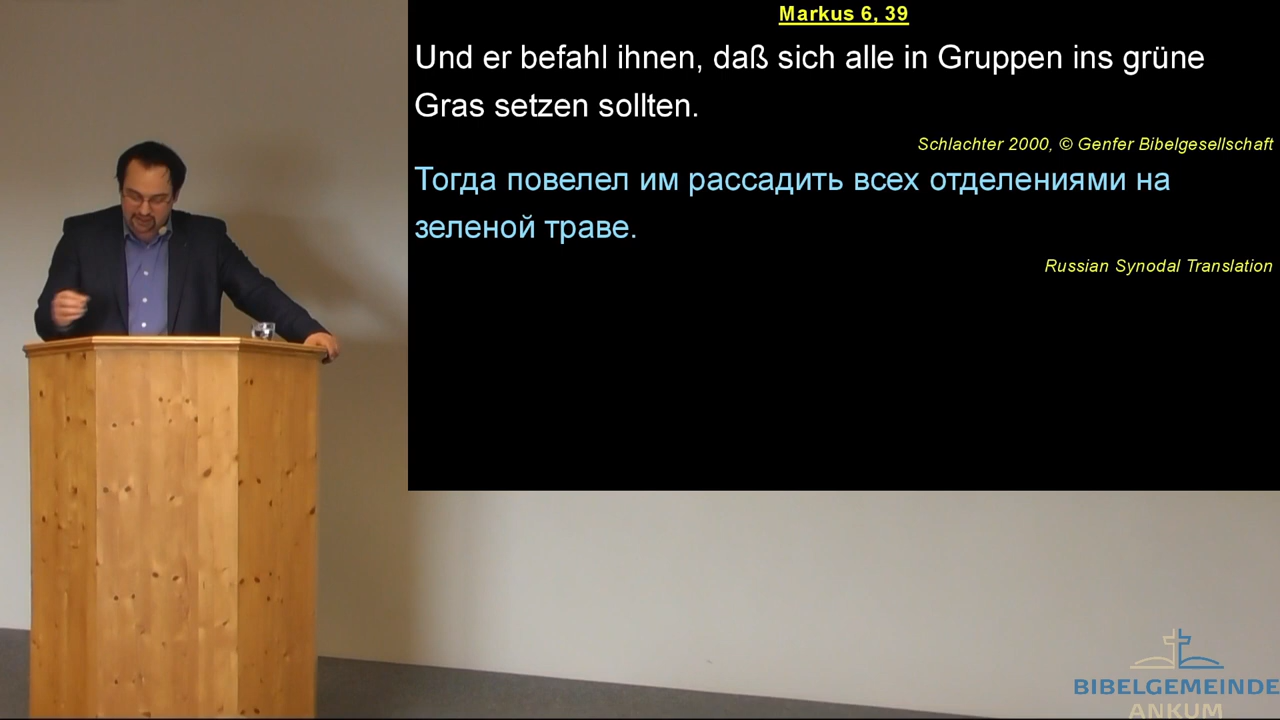 Markus 6, 39
Und er befahl ihnen, daß sich alle in Gruppen ins grüne
Gras setzen sollten.
Schlachter 2000, © Genfer Bibelgesellschaft
Тогда повелел им рассадить всех отделениями на
зеленой траве.
Russian Synodal Translation
BIBELGEMEINDE
ANKUM